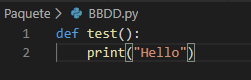 Paquete > BBDD.py
1 def test():
2     print("Hello")